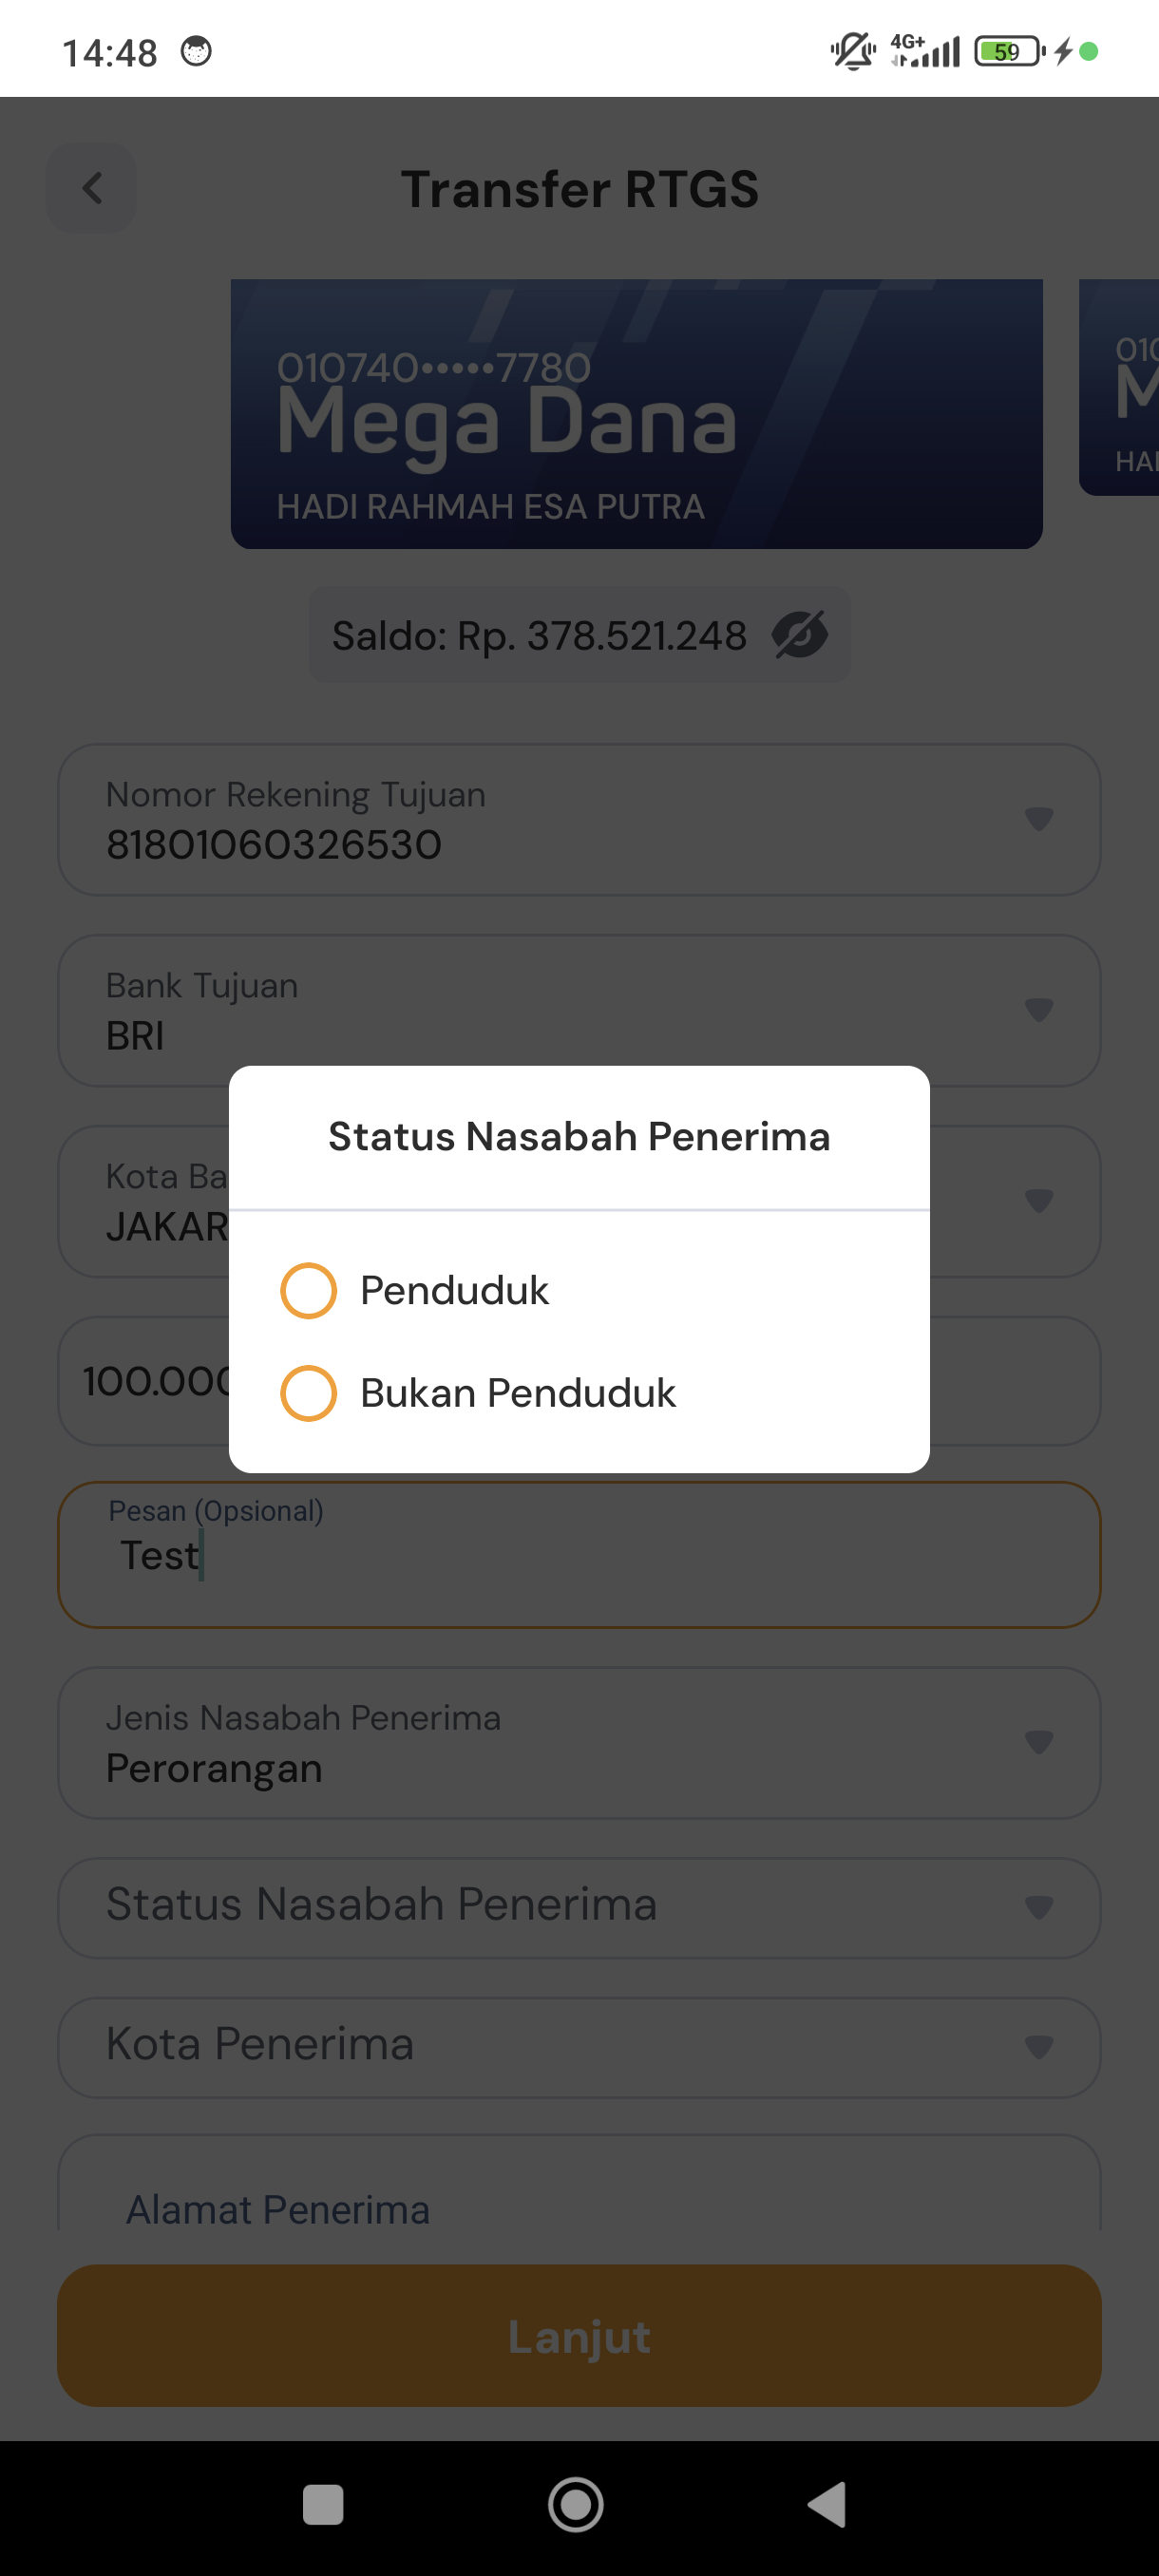 14:48
4G+
59
Transfer RTGS
010740•••••7780
Mega Dana
HADI RAHMAH ESA PUTRA
Saldo: Rp. 378.521.248
Nomor Rekening Tujuan
81801060326530
Bank Tujuan
BRI
Kota Ba
JAKAR
100.000
Status Nasabah Penerima
Penduduk
Bukan Penduduk
Pesan (Opsional)
Test
Jenis Nasabah Penerima
Perorangan
Status Nasabah Penerima
Kota Penerima
Alamat Penerima
Lanjut